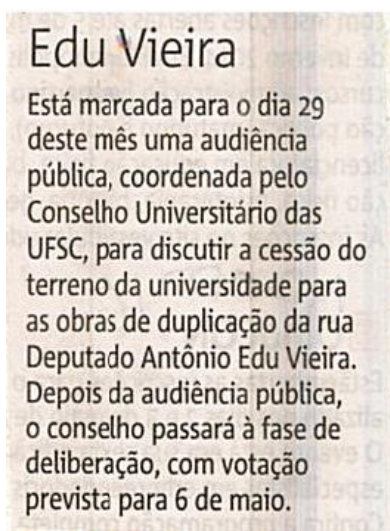 Edu Vieira
Está marcada para o dia 29
deste mês uma audiência
pública, coordenada pelo
Conselho Universitário das
UFSC, para discutir a cessão do
terreno da universidade para
as obras de duplicação da rua
Deputado Antônio Edu Vieira.
Depois da audiência pública,
o conselho passará à fase de
deliberação, com votação
prevista para 6 de maio.